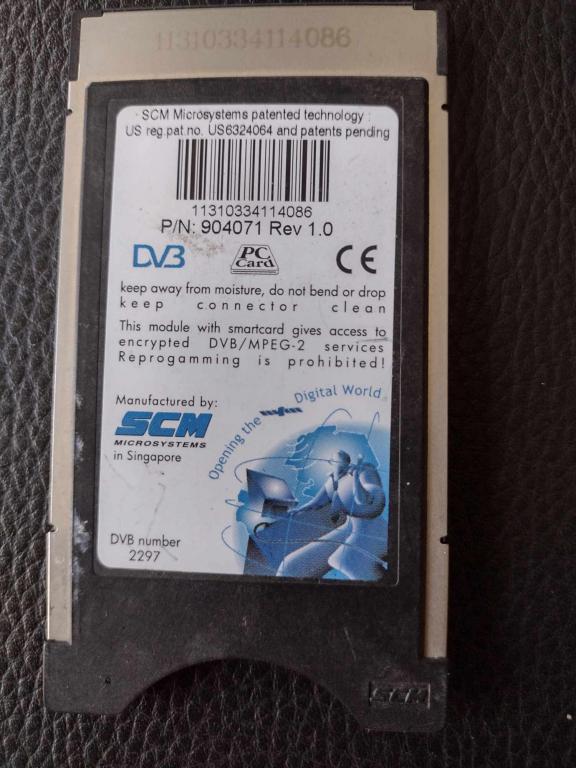 11310334114086
SCM Microsystems patented technology :
US reg.pat.no. US6324064 and patents pending
11310334114086
P/N: 904071 Rev 1.0
DVB PC Card CE
keep away from moisture, do not bend or drop
keep connector clean
This module with smartcard gives access to
encrypted DVB/MPEG-2 services
Reprogamming is prohibited!
Manufactured by:
SCM
MICROSYSTEMS
in Singapore
Opening the Digital World
DVB number
2297
SCM